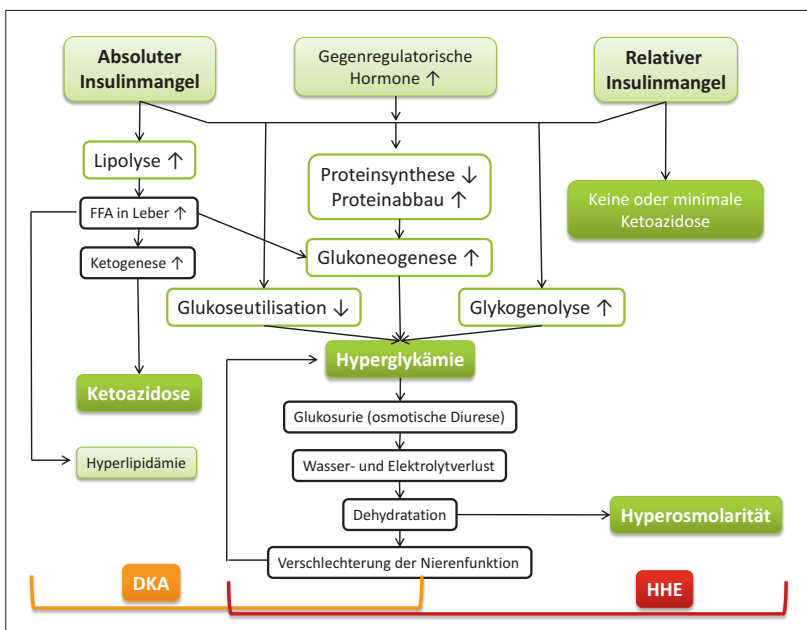 Absoluter
Insulinmangel
Gegenregulatorische
Hormone ↑
Relativer
Insulinmangel
Lipolyse ↑
Proteinsynthese ↓
Proteinabbau ↑
Keine oder minimale
Ketoazidose
FFA in Leber ↑
Ketogenese ↑
Glukoneogenese ↑
Glukoseutilisation ↓
Glykogenolyse ↑
Hyperglykämie
Ketoazidose
Glukosurie (osmotische Diurese)
Hyperlipidämie
Wasser- und Elektrolytverlust
Dehydratation
Hyperosmolarität
Verschlechterung der Nierenfunktion
DKA
HHE